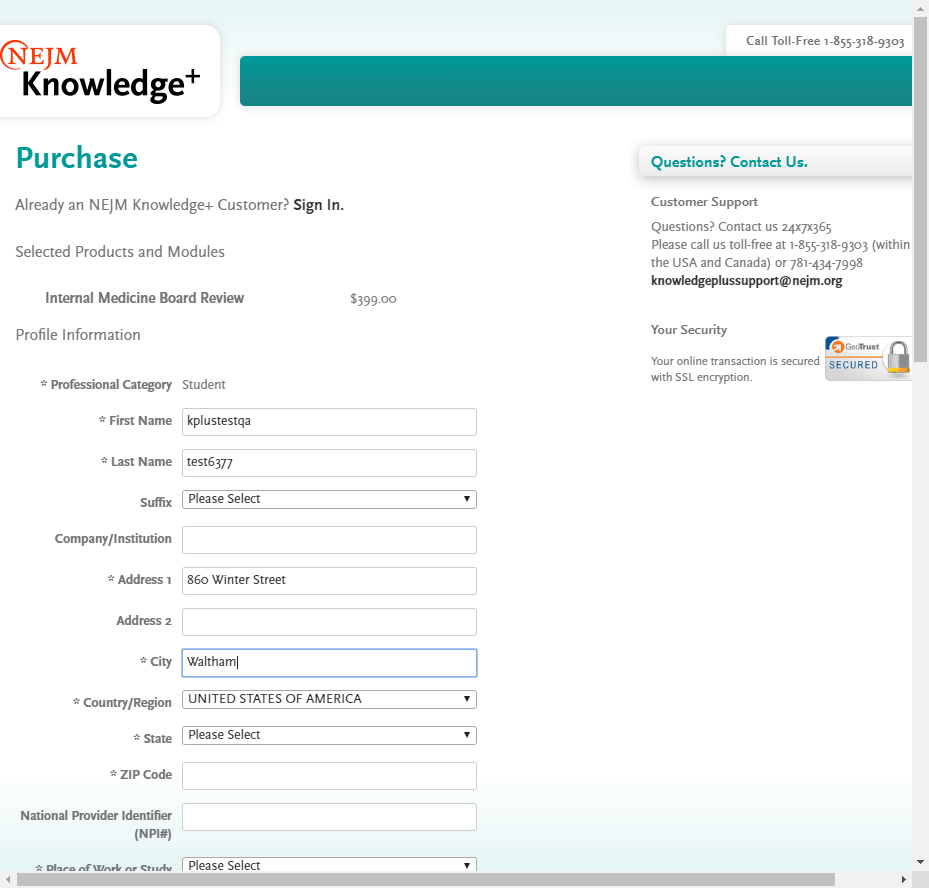 Call Toll-Free 1-855-318-9303
NEJM
Knowledge+
Purchase
Already an NEJM Knowledge+ Customer? Sign In.
Selected Products and Modules
Internal Medicine Board Review $399.00
Profile Information
* Professional Category Student
* First Name kplustestqa
* Last Name test6377
Suffix Please Select
Company/Institution
* Address 1 860 Winter Street
Address 2
* City Waltham
* Country/Region UNITED STATES OF AMERICA
* State Please Select
* ZIP Code
National Provider Identifier
(NPI#)
* Place of Work or Study Please Select
Questions? Contact Us.
Customer Support
Questions? Contact us 24x7x365
Please call us toll-free at 1-855-318-9303 (within
the USA and Canada) or 781-434-7998
knowledgeplussupport@nejm.org
Your Security
Your online transaction is secured
with SSL encryption.
GeoTrust
SECURED